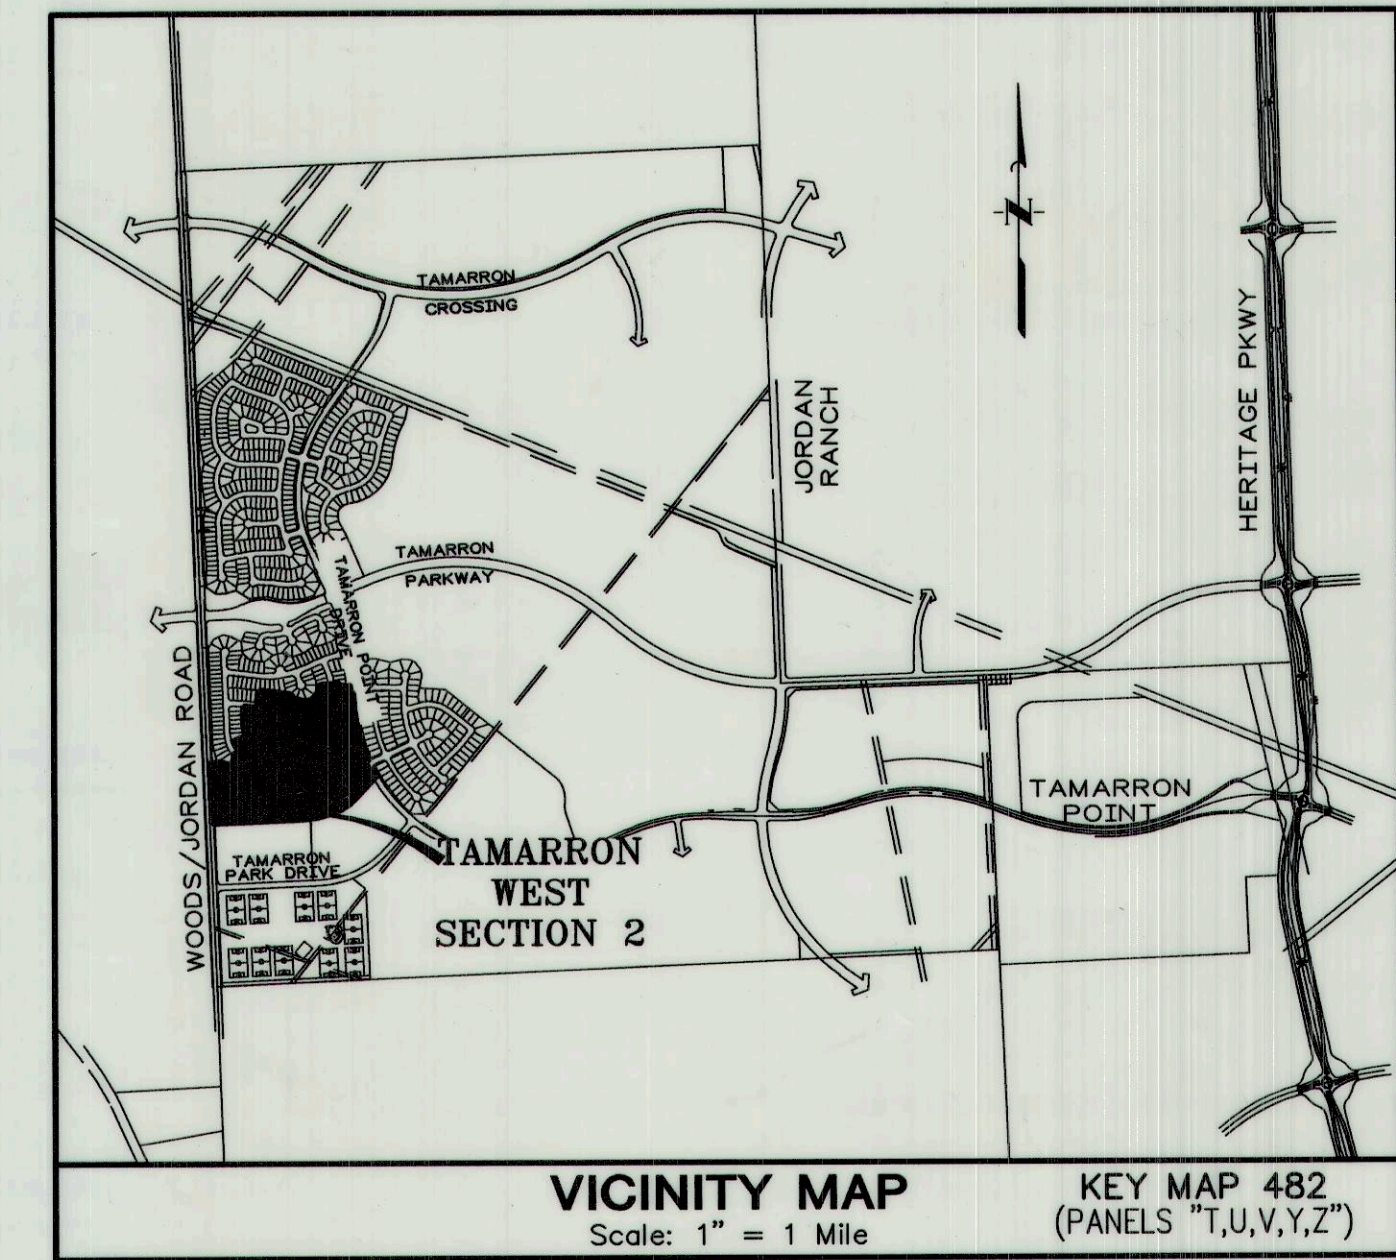 TAMARRON
CROSSING
JORDAN
RANCH
HERITAGE PKWY
TAMARRON
PARKWAY
TAMARRON POINT
DRIVE
WOODS/JORDAN ROAD
TAMARRON
POINT
TAMARRON
PARK DRIVE
TAMARRON
WEST
SECTION 2
N
VICINITY MAP
Scale: 1" = 1 Mile
KEY MAP 482
(PANELS "T,U,V,Y,Z")